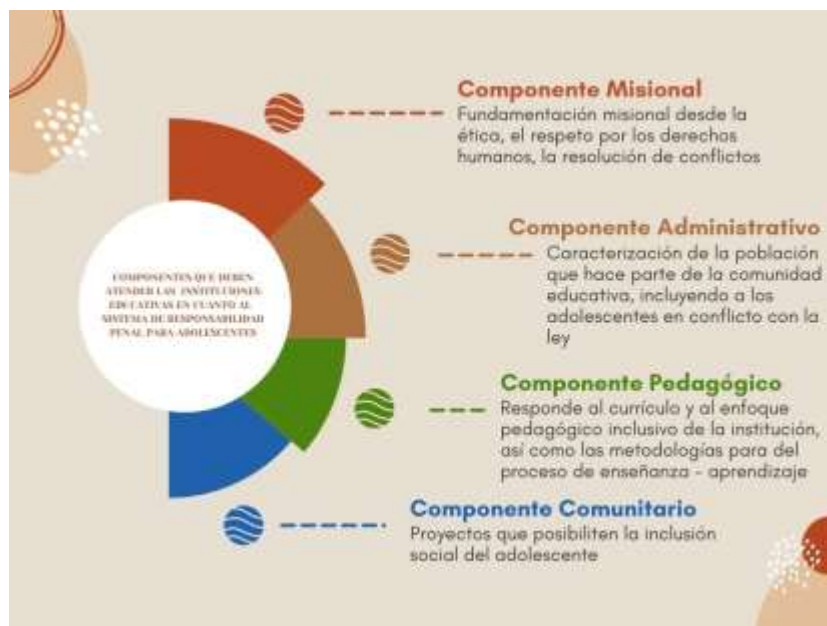 Componente Misional
Fundamentación misional desde la
ética, el respeto por los derechos
humanos, la resolución de conflictos
Componente Administrativo
Caracterización de la población
que hace parte de la comunidad
educativa, incluyendo a los
adolescentes en conflicto con la
ley
COMPONENTES QUE DEBEN
ATENDER LAS INSTITUCIONES
EDUCATIVAS EN CUANTO AL
SISTEMA DE RESPONSABILIDAD
PENAL PARA ADOLESCENTES
Componente Pedagógico
Responde al currículo y al enfoque
pedagógico inclusivo de la institución,
así como las metodologías para del
proceso de enseñanza - aprendizaje
Componente Comunitario
Proyectos que posibiliten la inclusión
social del adolescente